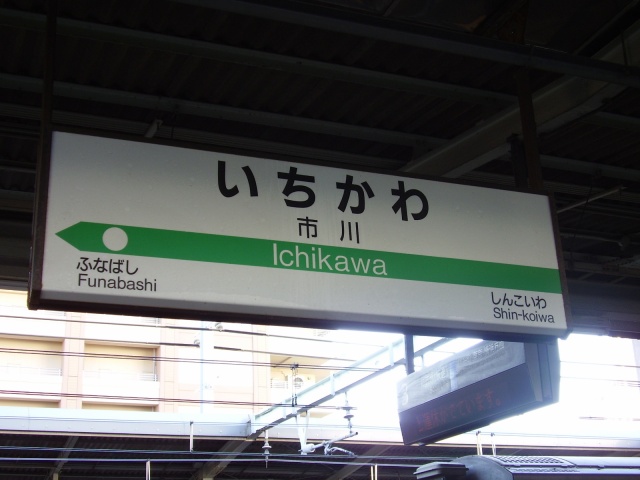 いちかわ
市川
Ichikawa
ふなばし
Funabashi
しんこいわ
Shin-koiwa